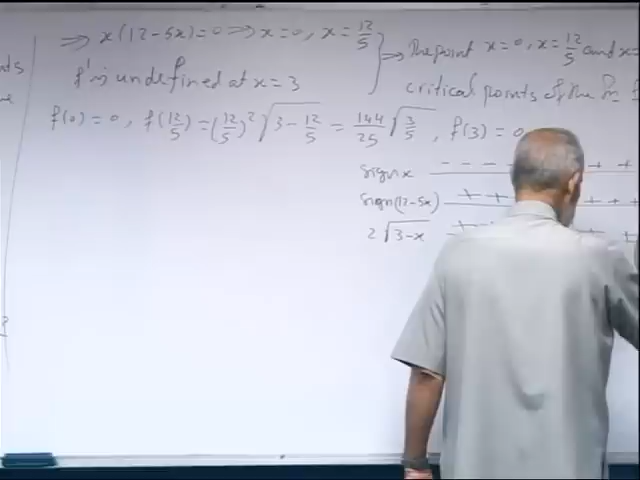 ⇒ x(12-5x)=0 ⇒ x=0, x=12/5
⇒ The point x=0, x=12/5 and x=
f' is undefined at x=3
critical points of the fn f
f(0)=0, f(12/5)=(12/5)²√(3-12/5) = 144/25 √(3/5), f(3)=0
sign x - - - - + +
sign(12-5x) + + + + +
2√(3-x) + + + +